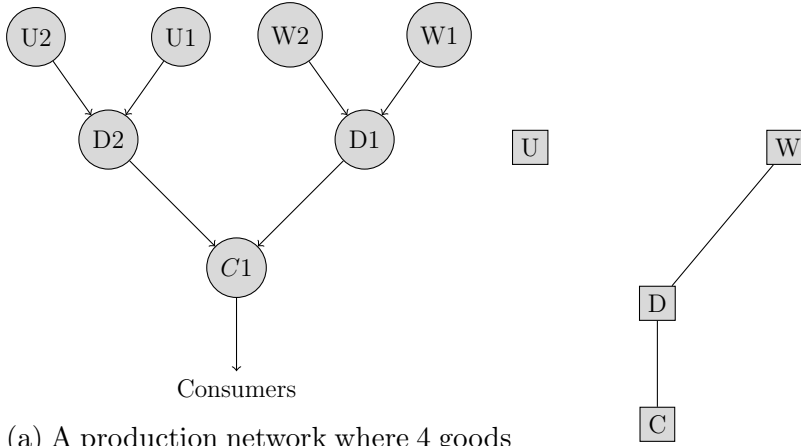 U2 U1 W2 W1
D2 D1 U W
C1
D
Consumers
C
(a) A production network where 4 goods